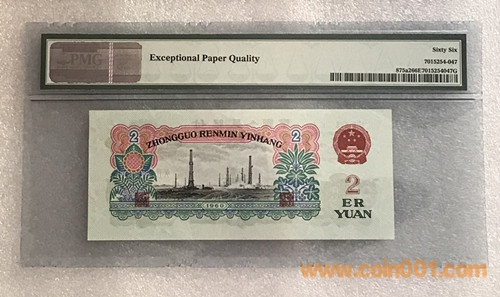 PMG
Exceptional Paper Quality
Sixty Six
7015254-047
875a266E7015254047G
2
ZHONGGUO RENMIN YINHANG
2
1960
2
ER
YUAN
www.coin001.com